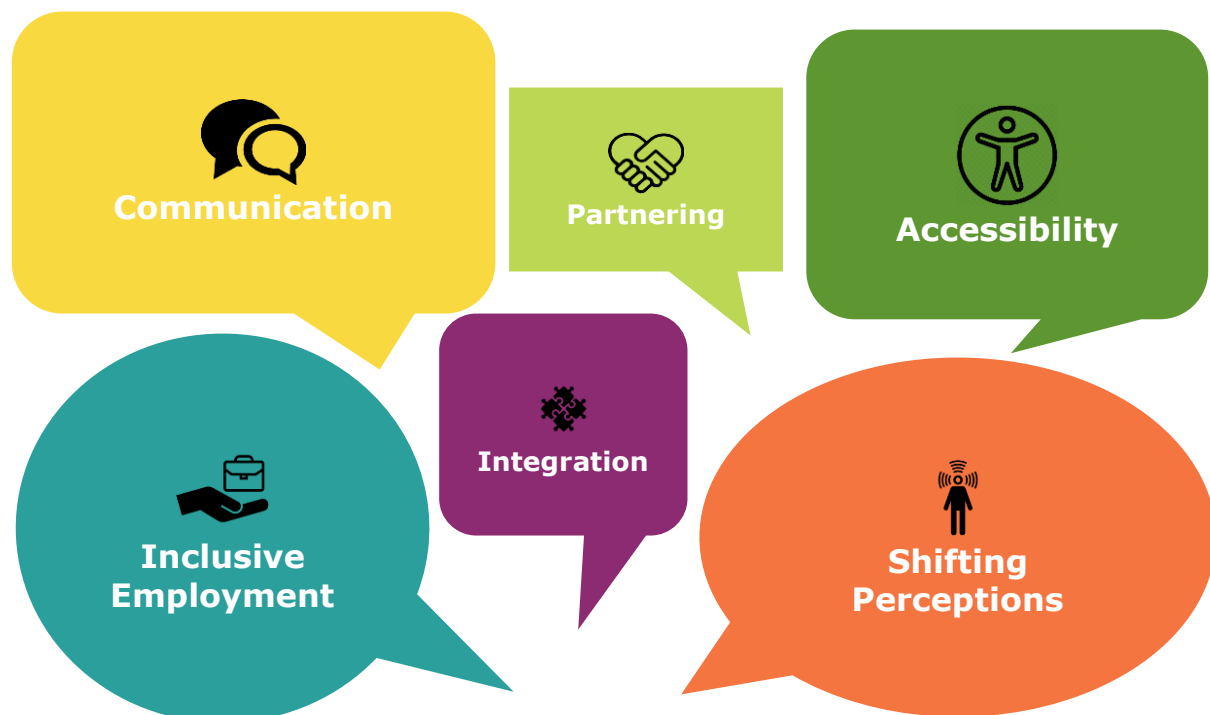 Communication
Partnering
Accessibility
Integration
Inclusive
Employment
Shifting
Perceptions